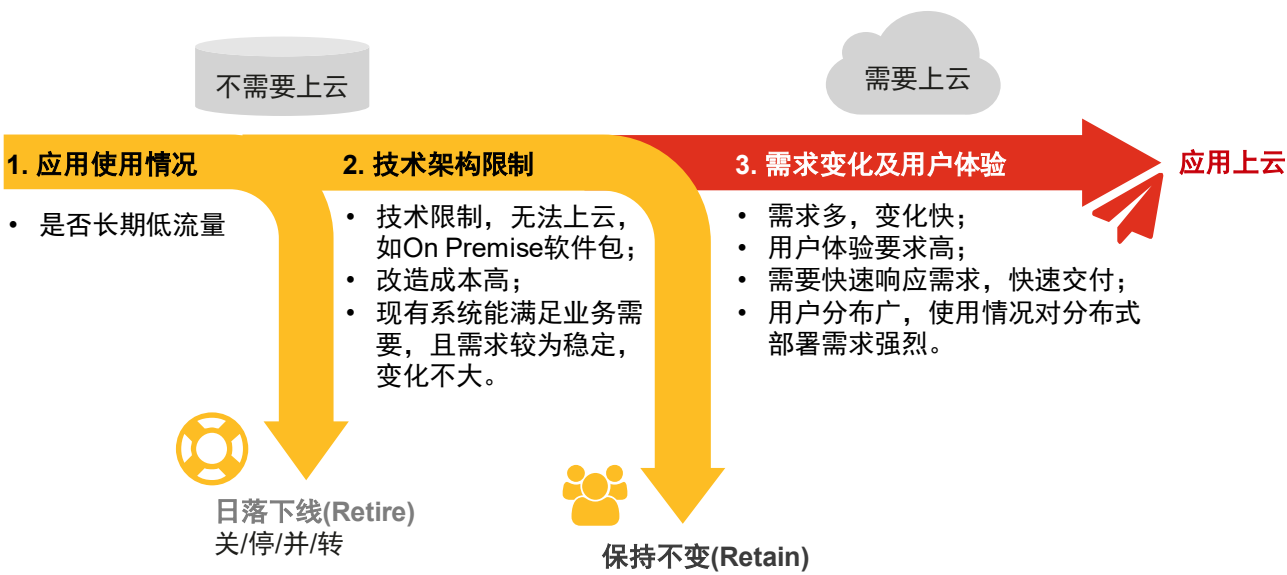 不需要上云
需要上云
1. 应用使用情况
2. 技术架构限制
3. 需求变化及用户体验
应用上云
• 是否长期低流量
• 技术限制，无法上云，
如On Premise软件包；
• 改造成本高；
• 现有系统能满足业务需
要，且需求较为稳定，
变化不大。
• 需求多，变化快；
• 用户体验要求高；
• 需要快速响应需求，快速交付；
• 用户分布广，使用情况对分布式
部署需求强烈。
日落下线(Retire)
关/停/并/转
保持不变(Retain)